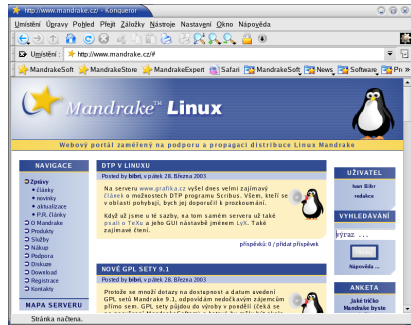 http://www.mandrake.cz/ - Konqueror
Umístění Úpravy Pohled Přejít Záložky Nástroje Nastavení Okno Nápověda
Umístění : http://www.mandrake.cz/#
MandrakeSoft MandrakeStore MandrakeExpert Safari MandrakeSoft News Software Pn »
Mandrake™ Linux
Webový portál zaměřený na podporu a propagaci distribuce Linux Mandrake
NAVIGACE
Zprávy
• články
• novinky
• aktualizace
• P.R. články
O Mandrake
Produkty
Služby
Nákup
Podpora
Diskuze
Download
Registrace
Kontakty
MAPA SERVERU
DTP V LINUXU
Posted by bibri, v pátek 28. Března 2003
Na serveru www.grafika.cz vyšel dnes velmi zajímavý
článek o možnostech DTP programu Scribus. Všem, kteří se
v oblasti pohybují, bych jej doporučil k prozkoumání.
Když už jsme u té sazby, na tom samém serveru už také
psali o TeXu a jeho GUI nástavbě jménem LyX. Také
zajímavé čtení.
příspěvků: 0 / přidat příspěvek
NOVÉ GPL SETY 9.1
Posted by bibri, v pátek 28. Března 2003
Protože se množí dotazy na dostupnost a datum uvedení
GPL setů Mandrake 9.1, odpovídám nedočkavým zájemcům
přímo sem. GPL sety půjdou do výroby v pondělí (čeká se
UŽIVATEL
Ivan Bíbr
redakce
VYHLEDÁVÁNÍ
výraz ...
Nápověda ...
ANKETA
Jaké tričko
Mandrake byste
Stránka načtena.